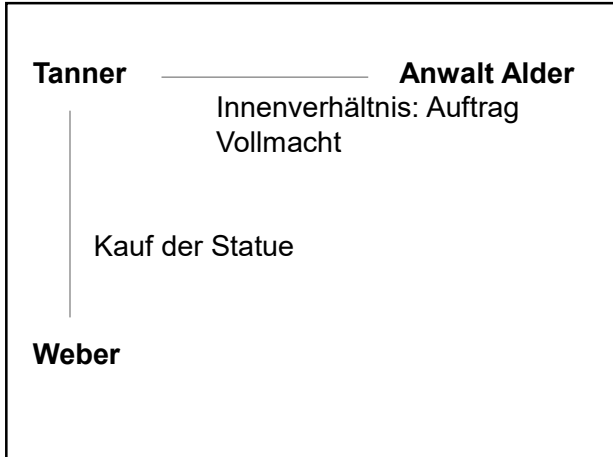 Tanner Anwalt Alder
Innenverhältnis: Auftrag
Vollmacht
Kauf der Statue
Weber